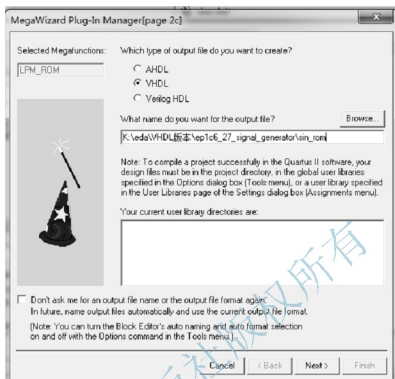 MegaWizard Plug-In Manager[page 2c]
Selected Megafunctions:
LPM_ROM
Which type of output file do you want to create?
AHDL
VHDL
Verilog HDL
What name do you want for the output file?
Browse...
K:\eda\VHDL版本\ep1c6_27_signal_generator\sin_rom
Note: To compile a project successfully in the Quartus II software, your
design files must be in the project directory, in the global user libraries
specified in the Options dialog box (Tools menu), or a user library specified
in the User Libraries page of the Settings dialog box (Assignments menu).
Your current user library directories are:
Don't ask me for an output file name or the output file format again.
In future, name output files automatically and use the current output file format.
(Note: You can turn the Block Editor's auto naming and auto format selection
on and off with the Options command in the Tools menu.)
Cancel
< Back
Next >
Finish
社版权所有